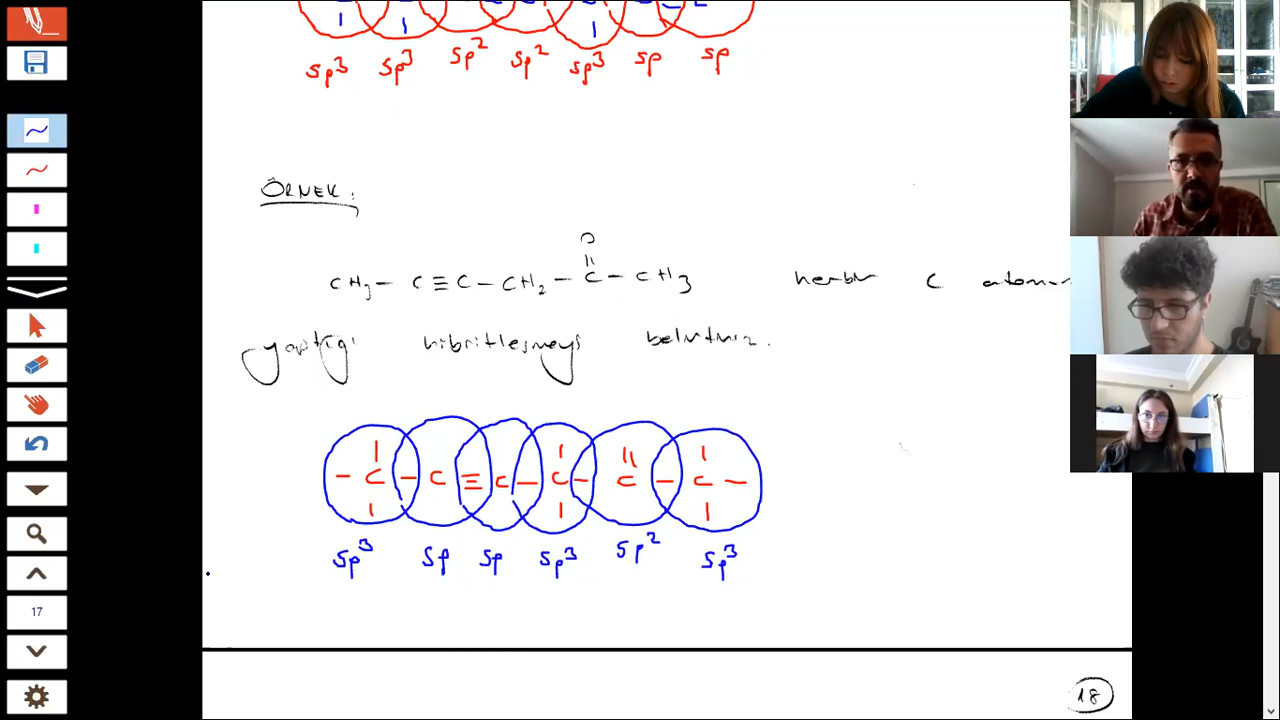 sp³ sp³ sp² sp² sp³ sp sp
ÖRNEK:
O
CH₃ – C ≡ C – CH₂ – C – CH₃ herbir C atomunun
yaptığı hibritleşmeyi belirtiniz.
– C – C ≡ C – C – C – C –
sp³ sp sp sp³ sp² sp³
17
18